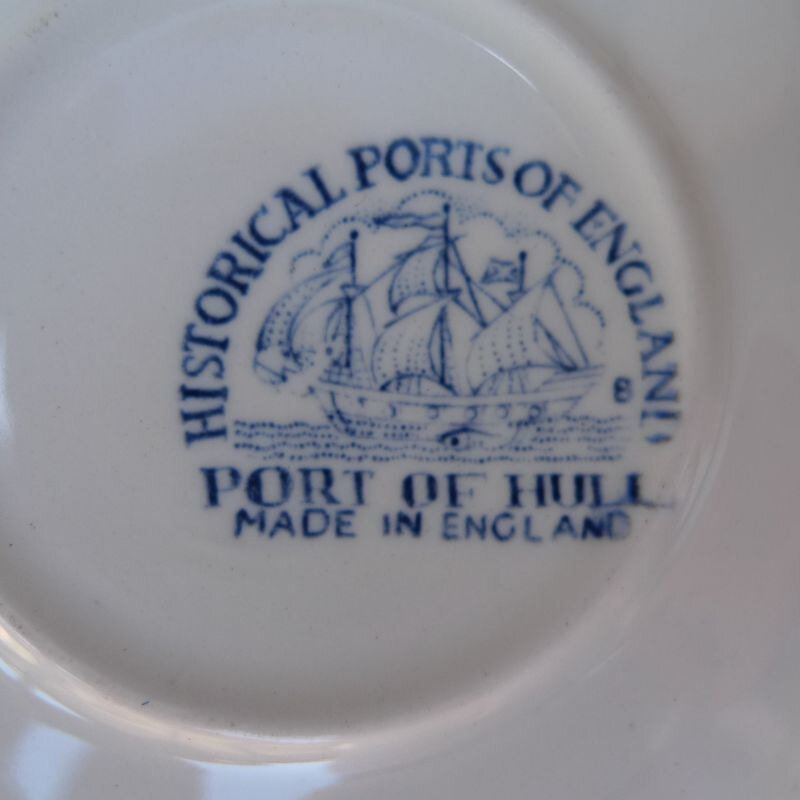 HISTORICAL PORTS OF ENGLAND
8
PORT OF HULL
MADE IN ENGLAND